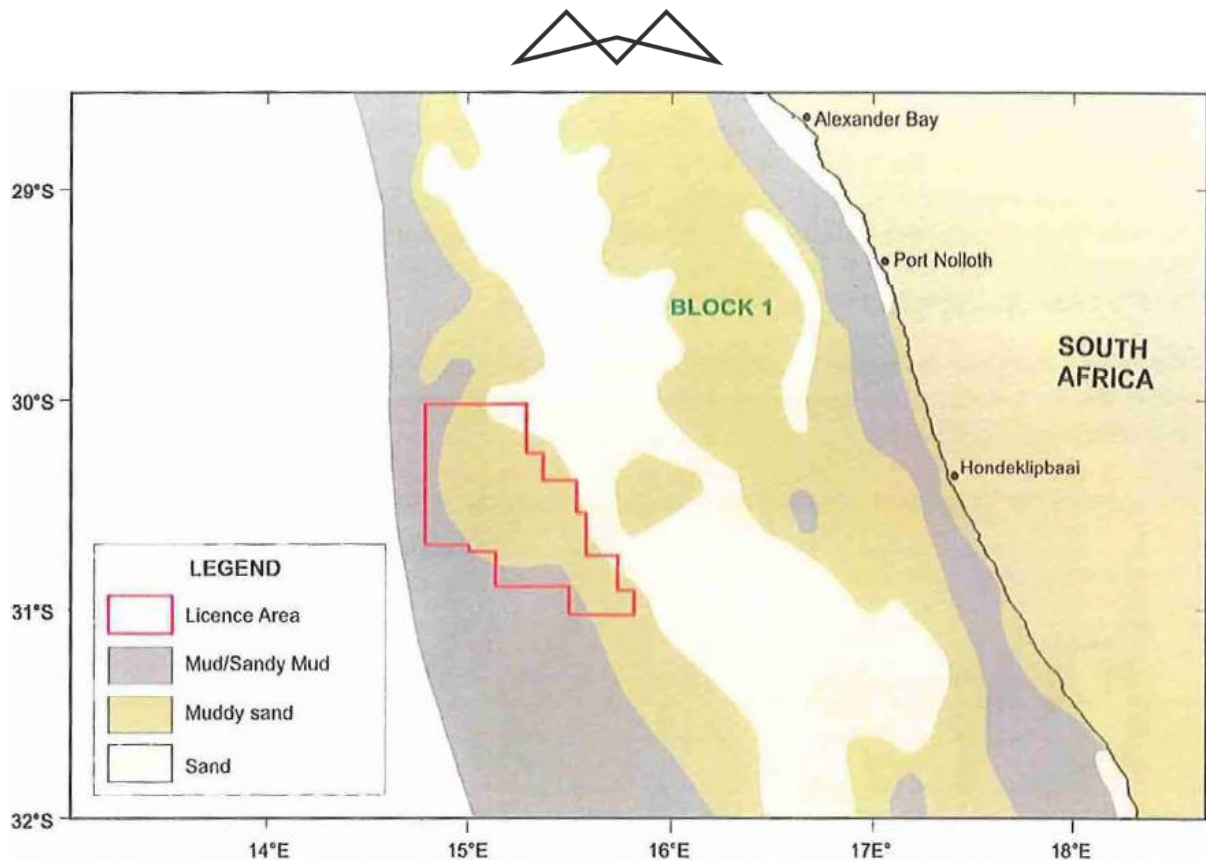 Alexander Bay
29°S
Port Nolloth
BLOCK 1
SOUTH
AFRICA
30°S
Hondeklipbaai
LEGEND
Licence Area
31°S
Mud/Sandy Mud
Muddy sand
Sand
32°S
14°E
15°E
16°E
17°E
18°E